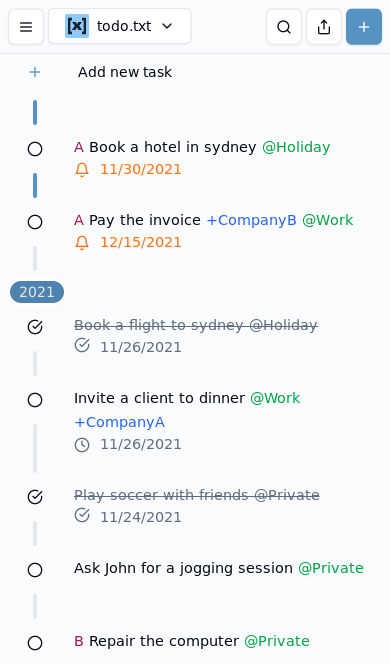 [x] todo.txt
Add new task
A Book a hotel in sydney @Holiday
11/30/2021
A Pay the invoice +CompanyB @Work
12/15/2021
2021
Book a flight to sydney @Holiday
11/26/2021
Invite a client to dinner @Work
+CompanyA
11/26/2021
Play soccer with friends @Private
11/24/2021
Ask John for a jogging session @Private
B Repair the computer @Private